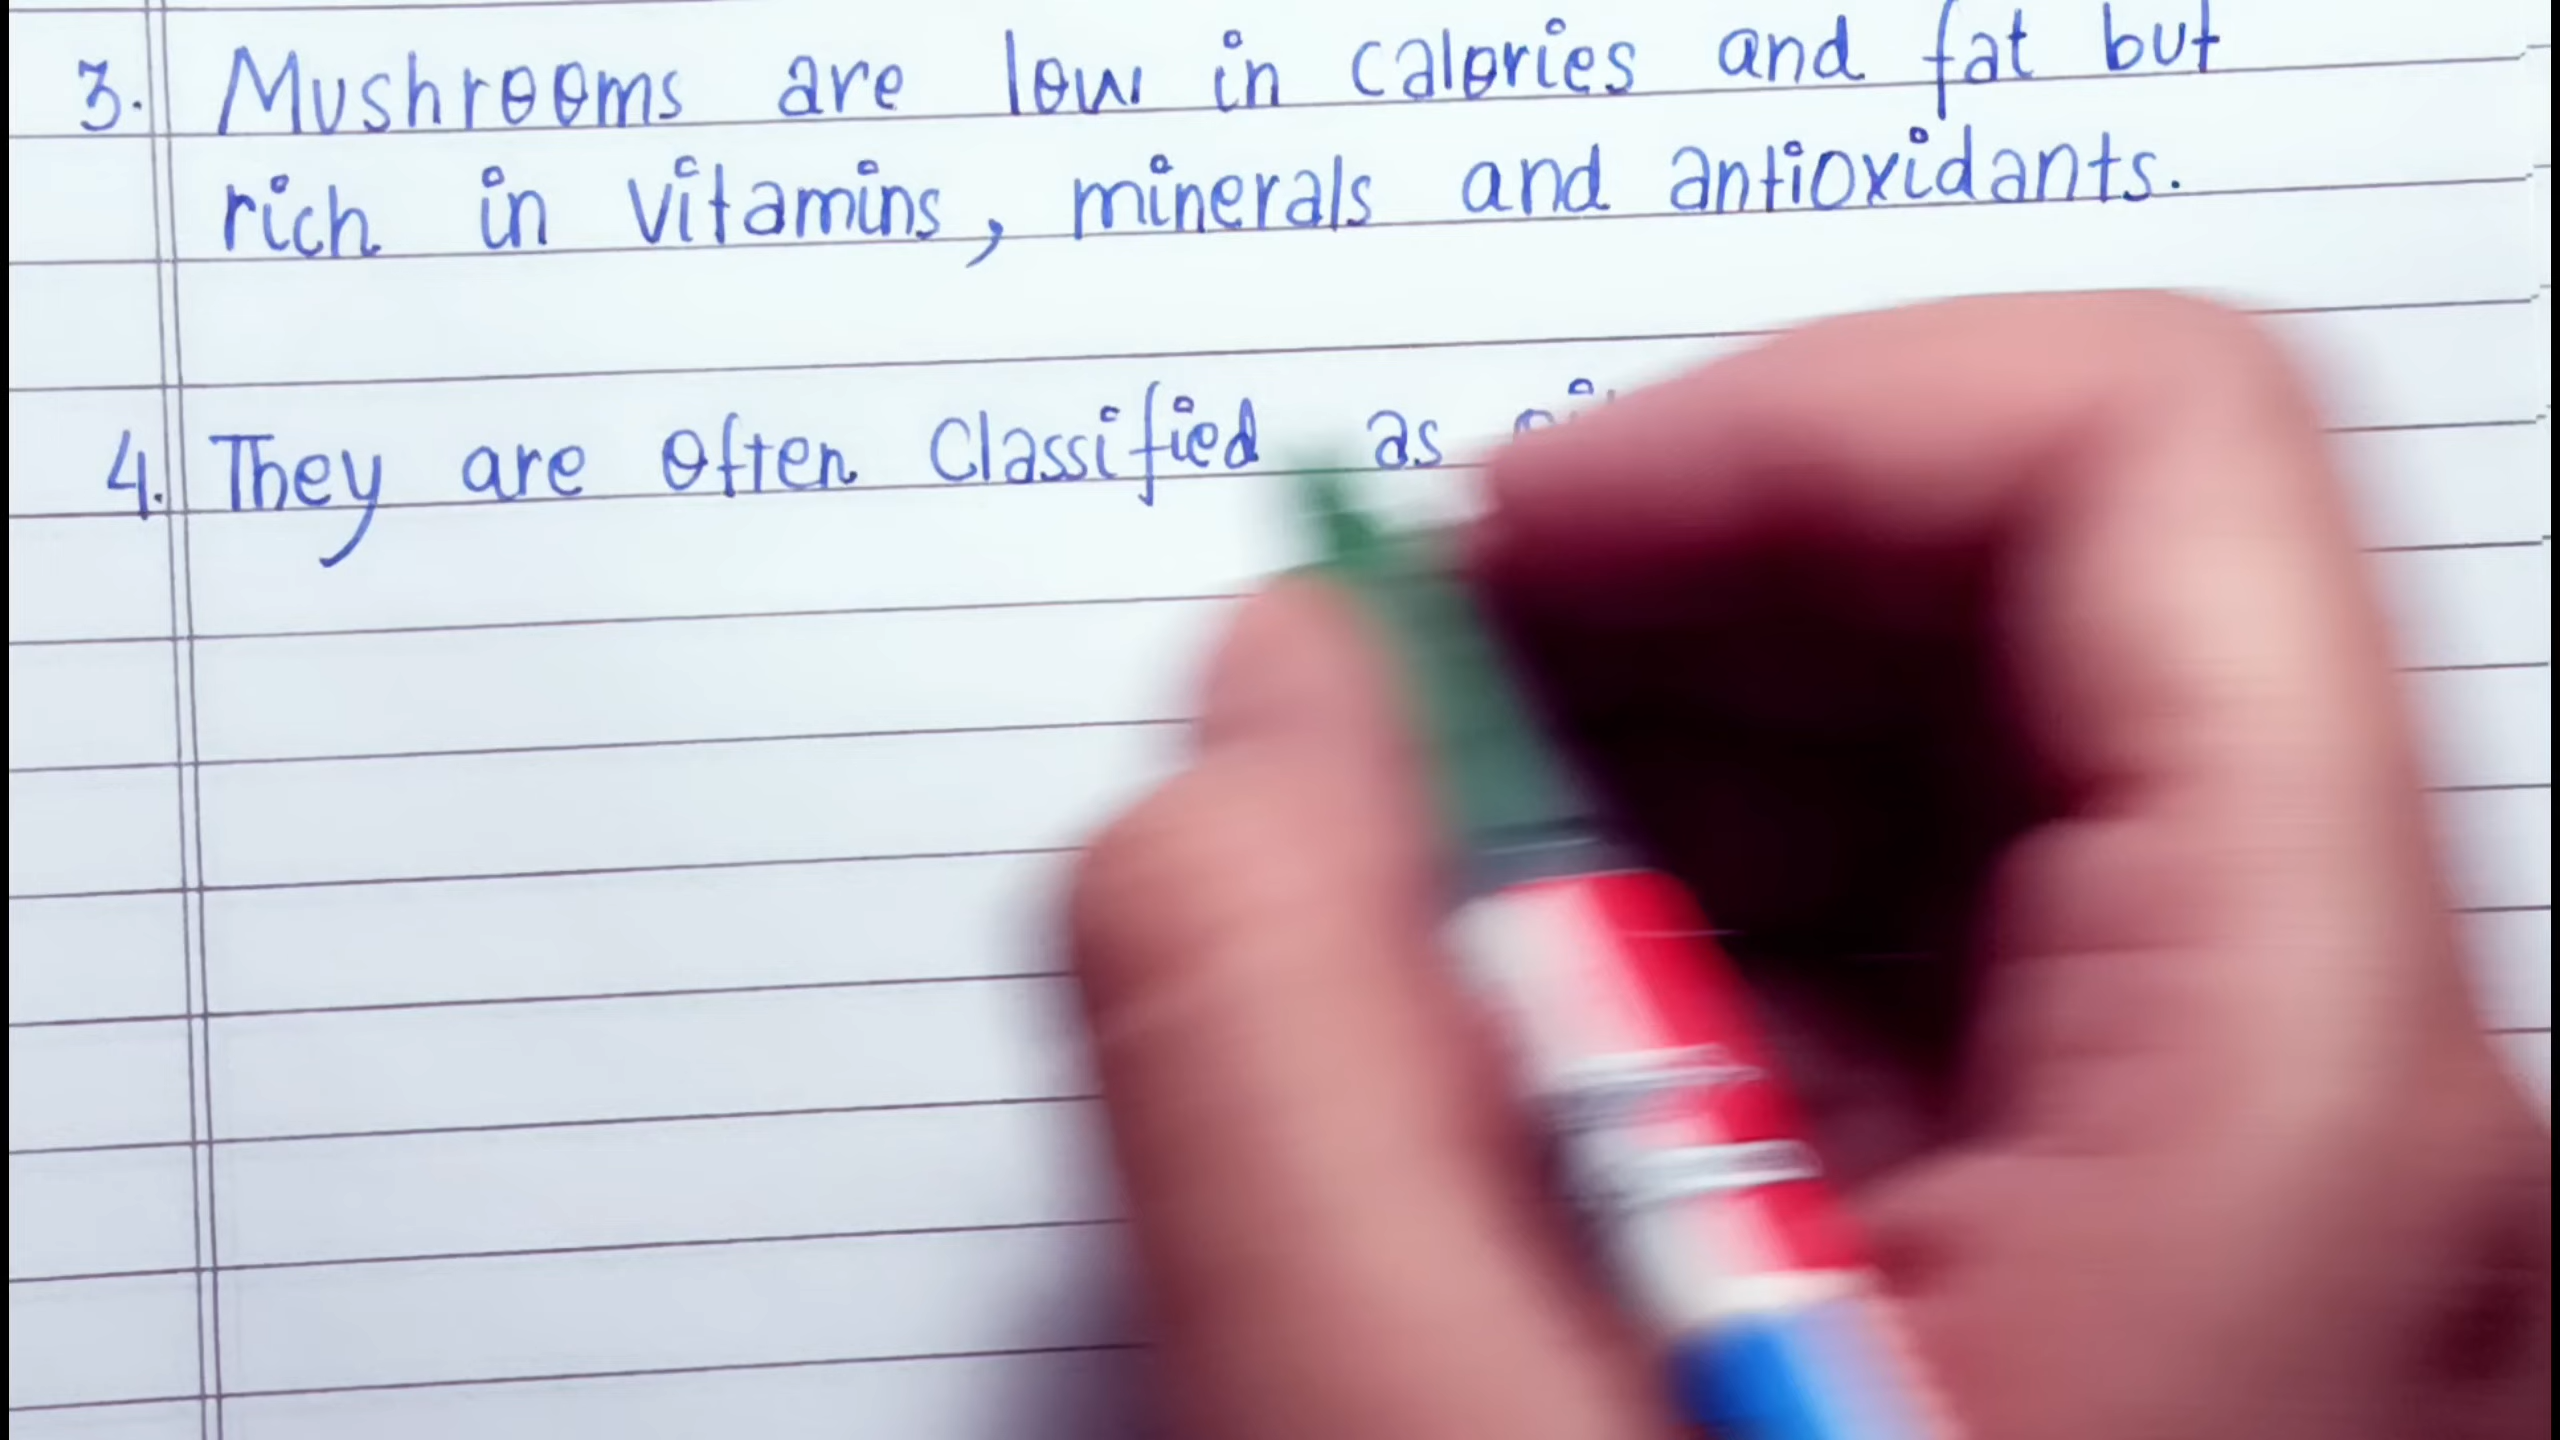 3. Mushrooms are low in calories and fat but
rich in vitamins, minerals and antioxidants.
4. They are often Classified as